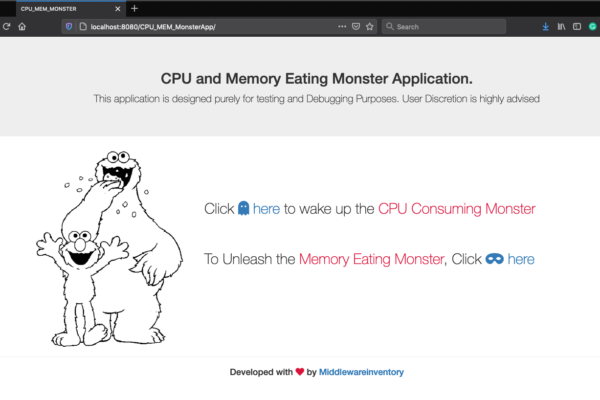 CPU_MEM_MONSTER
localhost:8080/CPU_MEM_MonsterApp/
Search
CPU and Memory Eating Monster Application.
This application is designed purely for testing and Debugging Purposes. User Discretion is highly advised
Click here to wake up the CPU Consuming Monster
To Unleash the Memory Eating Monster, Click here
Developed with by Middlewareinventory